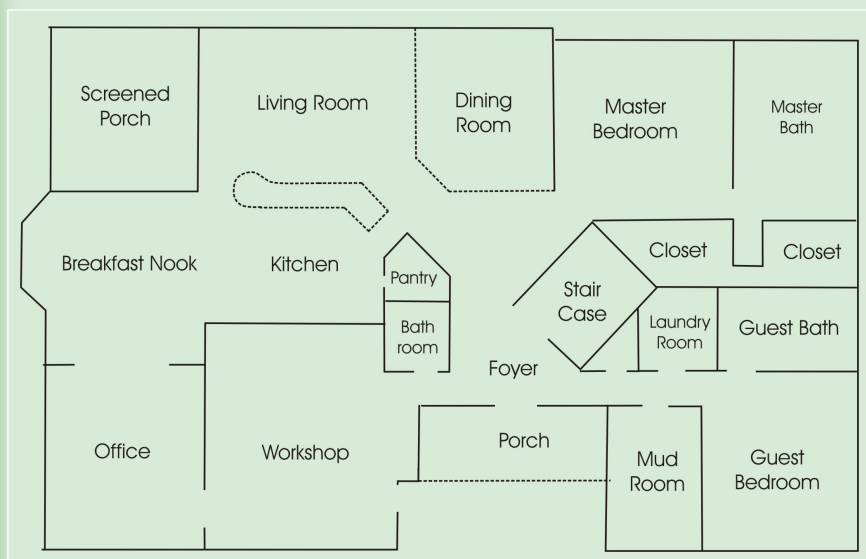 Screened
Porch
Living Room
Dining
Room
Master
Bedroom
Master
Bath
Breakfast Nook
Kitchen
Pantry
Bath
room
Stair
Case
Closet
Closet
Laundry
Room
Guest Bath
Foyer
Office
Workshop
Porch
Mud
Room
Guest
Bedroom